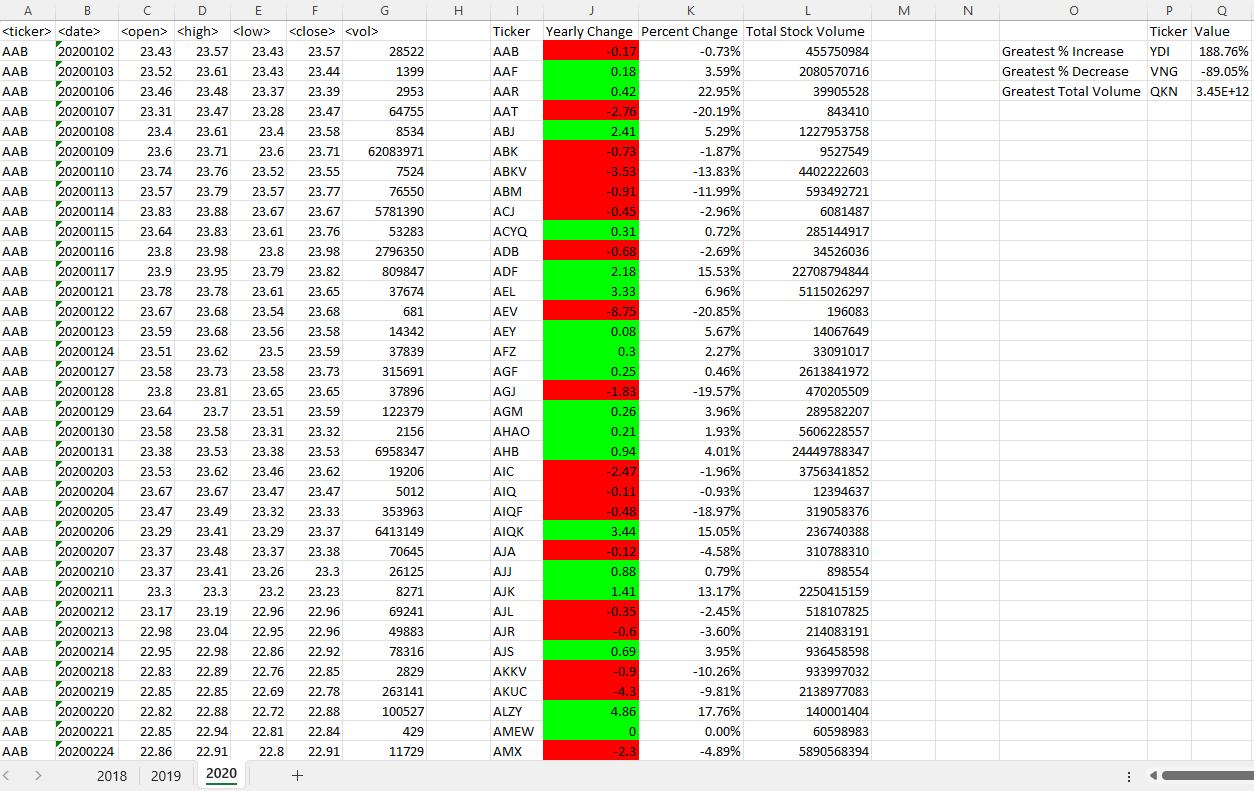 A B C D E F G H I J K L M N O P Q
<ticker> <date> <open> <high> <low> <close> <vol> Ticker Yearly Change Percent Change Total Stock Volume Ticker Value
AAB 20200102 23.43 23.57 23.43 23.57 28522 AAB -0.17 -0.73% 455750984 Greatest % Increase YDI 188.76%
AAB 20200103 23.52 23.61 23.43 23.44 1399 AAF 0.18 3.59% 2080570716 Greatest % Decrease VNG -89.05%
AAB 20200106 23.46 23.48 23.37 23.39 2953 AAR 0.42 22.95% 39905528 Greatest Total Volume QKN 3.45E+12
AAB 20200107 23.31 23.47 23.28 23.47 64755 AAT -2.76 -20.19% 843410
AAB 20200108 23.4 23.61 23.4 23.58 8534 ABJ 2.41 5.29% 1227953758
AAB 20200109 23.6 23.71 23.6 23.71 62083971 ABK -0.73 -1.87% 9527549
AAB 20200110 23.74 23.76 23.52 23.55 7524 ABKV -3.53 -13.83% 4402222603
AAB 20200113 23.57 23.79 23.57 23.77 76550 ABM -0.91 -11.99% 593492721
AAB 20200114 23.83 23.88 23.67 23.67 5781390 ACJ -0.45 -2.96% 6081487
AAB 20200115 23.64 23.83 23.61 23.76 53283 ACYQ 0.31 0.72% 285144917
AAB 20200116 23.8 23.98 23.8 23.98 2796350 ADB -0.68 -2.69% 34526036
AAB 20200117 23.9 23.95 23.79 23.82 809847 ADF 2.18 15.53% 22708794844
AAB 20200121 23.78 23.78 23.61 23.65 37674 AEL 3.33 6.96% 5115026297
AAB 20200122 23.67 23.68 23.54 23.68 681 AEV -8.75 -20.85% 196083
AAB 20200123 23.59 23.68 23.56 23.58 14342 AEY 0.08 5.67% 14067649
AAB 20200124 23.51 23.62 23.5 23.59 37839 AFZ 0.3 2.27% 33091017
AAB 20200127 23.58 23.73 23.58 23.73 315691 AGF 0.25 0.46% 2613841972
AAB 20200128 23.8 23.81 23.65 23.65 37896 AGJ -1.83 -19.57% 470205509
AAB 20200129 23.64 23.7 23.51 23.59 122379 AGM 0.26 3.96% 289582207
AAB 20200130 23.58 23.58 23.31 23.32 2156 AHAO 0.21 1.93% 5606228557
AAB 20200131 23.38 23.53 23.38 23.53 6958347 AHB 0.94 4.01% 24449788347
AAB 20200203 23.53 23.62 23.46 23.62 19206 AIC -2.47 -1.96% 3756341852
AAB 20200204 23.67 23.67 23.47 23.47 5012 AIQ -0.11 -0.93% 12394637
AAB 20200205 23.47 23.49 23.32 23.33 353963 AIQF -0.48 -18.97% 319058376
AAB 20200206 23.29 23.41 23.29 23.37 6413149 AIQK 3.44 15.05% 236740388
AAB 20200207 23.37 23.48 23.37 23.38 70645 AJA -0.12 -4.58% 310788310
AAB 20200210 23.37 23.41 23.26 23.3 26125 AJJ 0.88 0.79% 898554
AAB 20200211 23.3 23.3 23.2 23.23 8271 AJK 1.41 13.17% 2250415159
AAB 20200212 23.17 23.19 22.96 22.96 69241 AJL -0.35 -2.45% 518107825
AAB 20200213 22.98 23.04 22.95 22.96 49883 AJR -0.6 -3.60% 214083191
AAB 20200214 22.95 22.98 22.86 22.92 78316 AJS 0.69 3.95% 936458598
AAB 20200218 22.83 22.89 22.76 22.85 2829 AKKV -0.9 -10.26% 933997032
AAB 20200219 22.85 22.85 22.69 22.78 263141 AKUC -4.3 -9.81% 2138977083
AAB 20200220 22.82 22.88 22.72 22.88 100527 ALZY 4.86 17.76% 140001404
AAB 20200221 22.85 22.94 22.81 22.84 429 AMEW 0 0.00% 60598983
AAB 20200224 22.86 22.91 22.8 22.91 11729 AMX -2.3 -4.89% 5890568394
2018 2019 2020